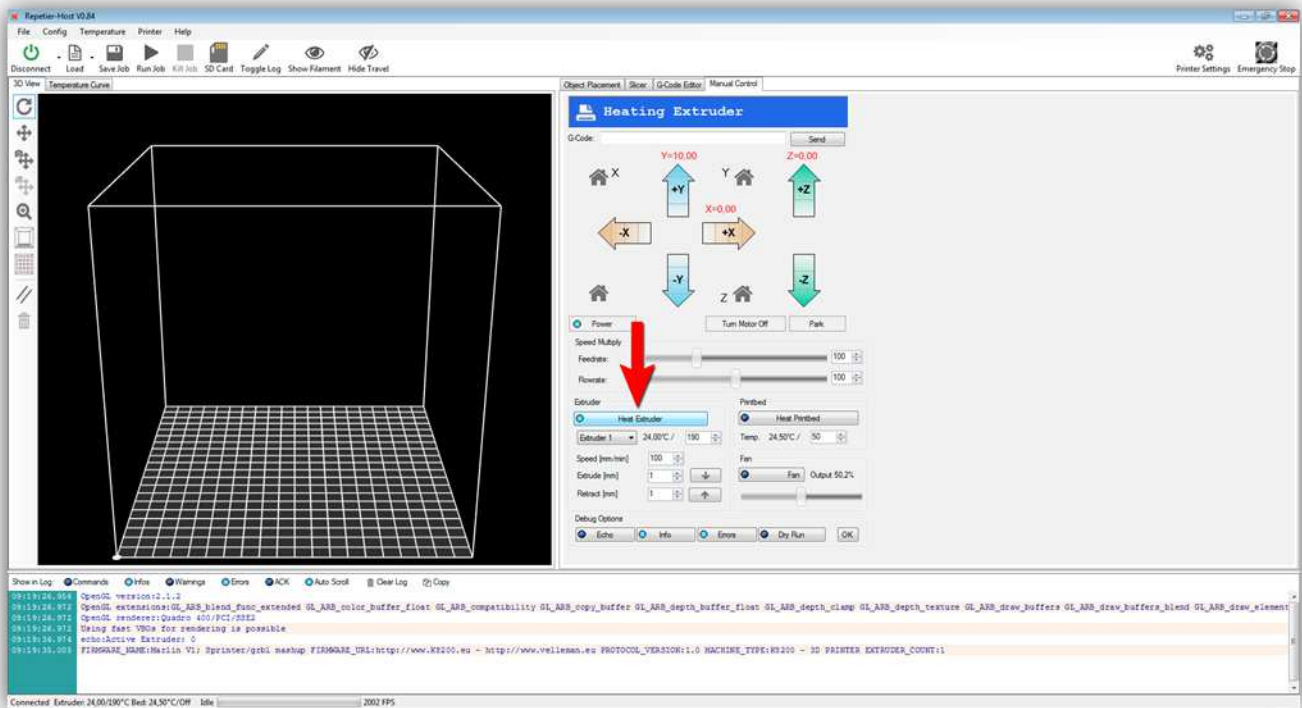 Repetier-Host V0.84
File Config Temperature Printer Help
Disconnect Load Save Job Run Job Kill Job SD Card Toggle Log Show Filament Hide Travel Printer Settings Emergency Stop
3D View Temperature Curve
Object Placement Slicer G-Code Editor Manual Control
Heating Extruder
G-Code: Send
Y=10,00 Z=0,00
X Y
+Y +Z
X=0,00
-X +X
-Y -Z
Z
Power Turn Motor Off Park
Speed Multiply
Feedrate: 100
Flowrate: 100
Extruder Printbed
Heat Extruder Heat Printbed
Extruder 1 24,00°C / 190 Temp. 24,50°C / 50
Speed [mm/min] 100 Fan
Extrude [mm] 1 Fan Output 50,2%
Retract [mm] 1
Debug Options
Echo Info Errors Dry Run OK
Show in Log: Commands Infos Warnings Errors ACK Auto Scroll Clear Log Copy
09:19:26.956 OpenGL version:2.1.2
09:19:26.972 OpenGL extensions:GL_ARB_blend_func_extended GL_ARB_color_buffer_float GL_ARB_compatibility GL_ARB_copy_buffer GL_ARB_depth_buffer_float GL_ARB_depth_clamp GL_ARB_depth_texture GL_ARB_draw_buffers GL_ARB_draw_buffers_blend GL_ARB_draw_element
09:19:26.972 OpenGL renderer:Quadro 400/PCI/SSE2
09:19:26.972 Using fast VBOs for rendering is possible
09:19:34.974 echo:Active Extruder: 0
09:19:35.005 FIRMWARE_NAME:Marlin V1; Sprinter/grbl mashup FIRMWARE_URL:http://www.K8200.eu - http://www.velleman.eu PROTOCOL_VERSION:1.0 MACHINE_TYPE:K8200 - 3D PRINTER EXTRUDER_COUNT:1
Connected Extruder: 24,00/190°C Bed: 24,50°C/Off Idle 2002 FPS